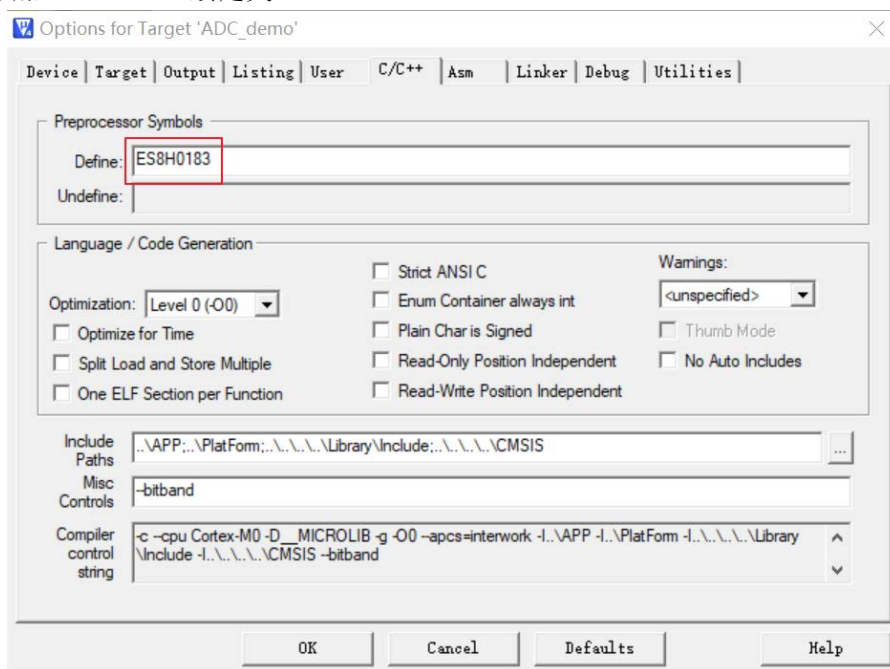 Options for Target 'ADC_demo'
Device Target Output Listing User C/C++ Asm Linker Debug Utilities
Preprocessor Symbols
Define: ES8H0183
Undefine:
Language / Code Generation
Strict ANSI C
Warnings:
Optimization: Level 0 (-O0)
Enum Container always int
<unspecified>
Optimize for Time
Plain Char is Signed
Thumb Mode
Split Load and Store Multiple
Read-Only Position Independent
No Auto Includes
One ELF Section per Function
Read-Write Position Independent
Include Paths
..\APP;..\PlatForm;..\..\..\..\Library\Include;..\..\..\..\CMSIS
...
Misc Controls
--bitband
Compiler control string
-c --cpu Cortex-M0 -D__MICROLIB -g -O0 --apcs=interwork -I..\APP -I..\PlatForm -I..\..\..\..\Library
\Include -I..\..\..\..\CMSIS --bitband
OK Cancel Defaults Help